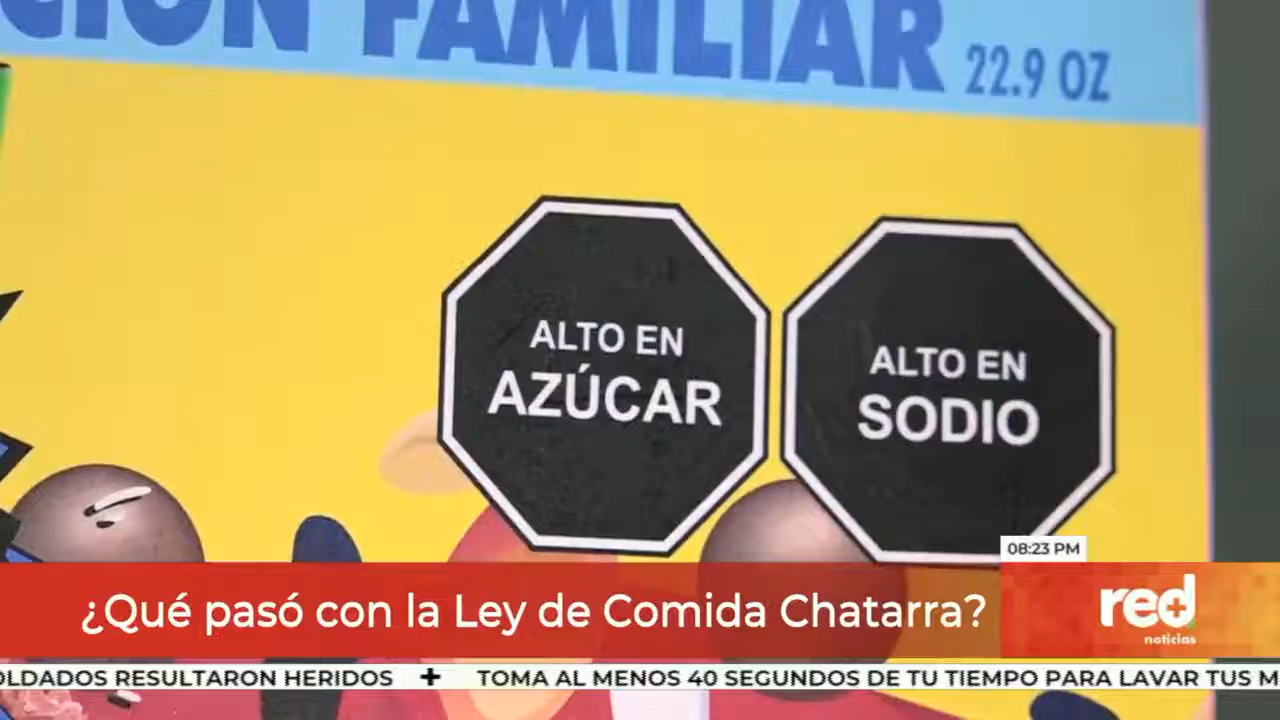 CIÓN FAMILIAR 22.9 OZ
ALTO EN
AZÚCAR
ALTO EN
SODIO
08:23 PM
¿Qué pasó con la Ley de Comida Chatarra?
red+
noticias
OLDADOS RESULTARON HERIDOS + TOMA AL MENOS 40 SEGUNDOS DE TU TIEMPO PARA LAVAR TUS M